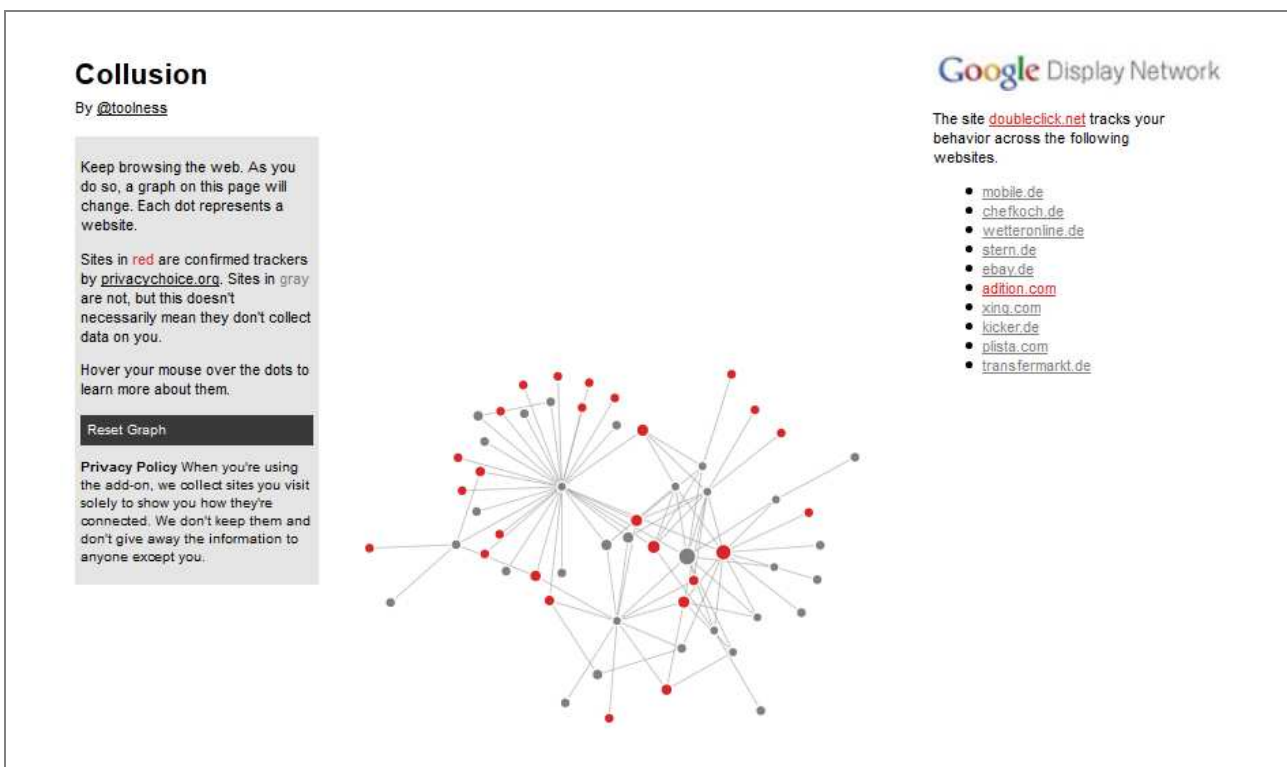 Collusion
By @toolness
Keep browsing the web. As you
do so, a graph on this page will
change. Each dot represents a
website.
Sites in red are confirmed trackers
by privacychoice.org. Sites in gray
are not, but this doesn't
necessarily mean they don't collect
data on you.
Hover your mouse over the dots to
learn more about them.
Reset Graph
Privacy Policy When you're using
the add-on, we collect sites you visit
solely to show you how they're
connected. We don't keep them and
don't give away the information to
anyone except you.
Google Display Network
The site doubleclick.net tracks your
behavior across the following
websites.
mobile.de
chefkoch.de
wetteronline.de
stern.de
ebay.de
adition.com
xing.com
kicker.de
plista.com
transfermarkt.de